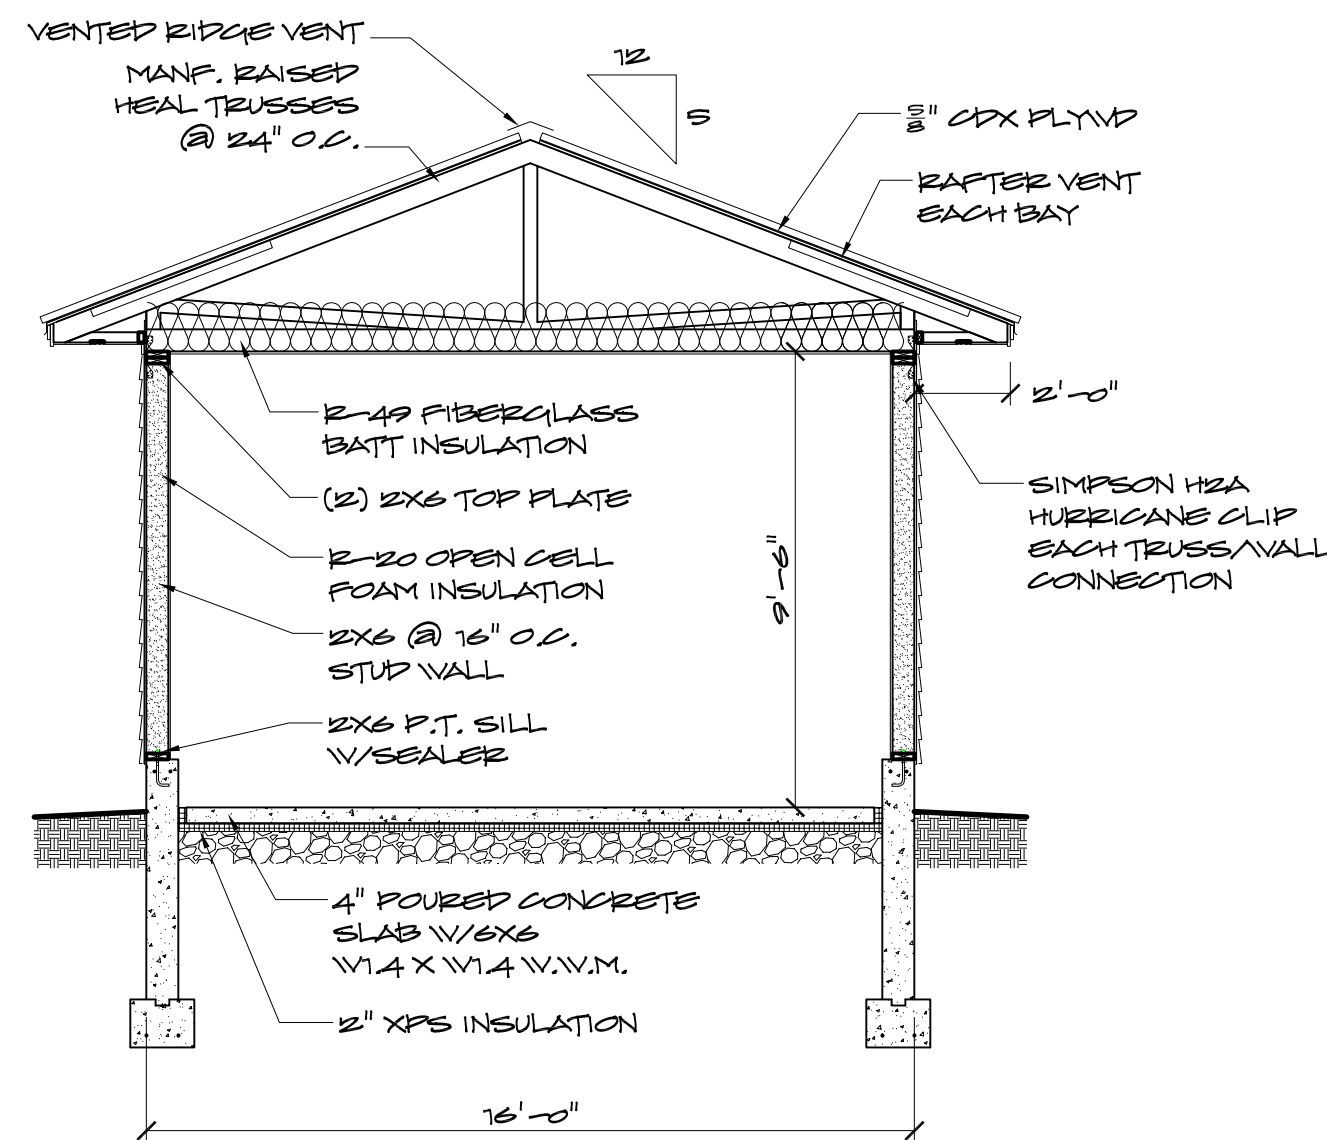 VENTED RIDGE VENT
MANF. RAISED
HEAL TRUSSES
@ 24" O.C.
12
5
5/8" CDX PLYWD
RAFTER VENT
EACH BAY
2'-0"
R-49 FIBERGLASS
BATT INSULATION
(2) 2X6 TOP PLATE
SIMPSON H2A
HURRICANE CLIP
EACH TRUSS/WALL
CONNECTION
R-20 OPEN CELL
FOAM INSULATION
9'-6"
2X6 @ 16" O.C.
STUD WALL
2X6 P.T. SILL
W/SEALER
4" POURED CONCRETE
SLAB W/6X6
W1.4 X W1.4 W.W.M.
2" XPS INSULATION
16'-0"